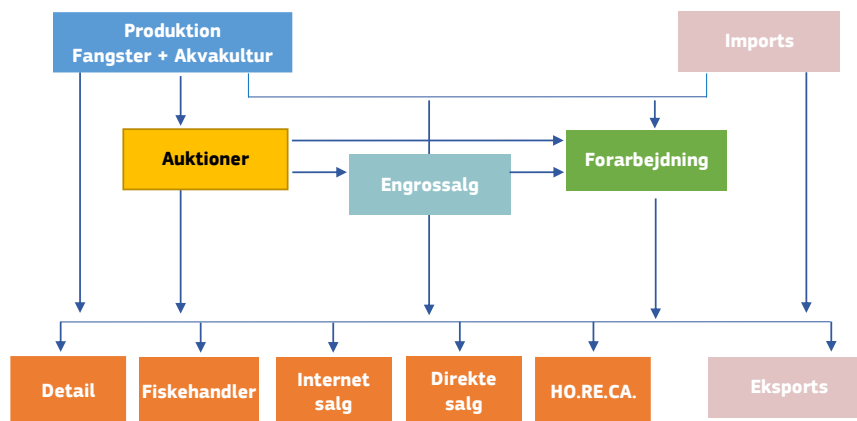 Produktion
Fangster + Akvakultur
Imports
Auktioner
Forarbejdning
Engrossalg
Detail
Fiskehandler
Internet
salg
Direkte
salg
HO.RE.CA.
Eksports